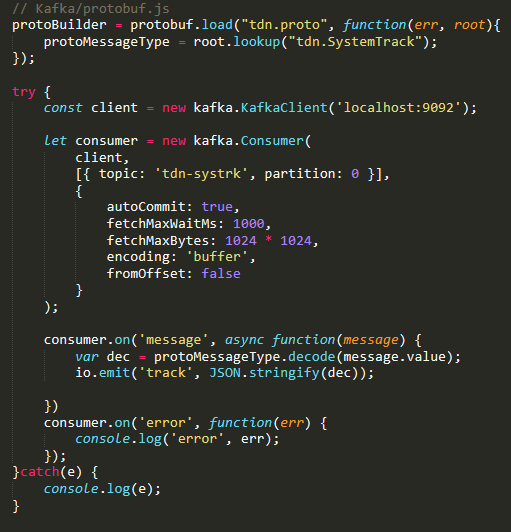 // Kafka/protobuf.js
protoBuilder = protobuf.load("tdn.proto", function(err, root){
    protoMessageType = root.lookup("tdn.SystemTrack");
});

try {
    const client = new kafka.KafkaClient('localhost:9092');

    let consumer = new kafka.Consumer(
        client,
        [{ topic: 'tdn-systrk', partition: 0 }],
        {
            autoCommit: true,
            fetchMaxWaitMs: 1000,
            fetchMaxBytes: 1024 * 1024,
            encoding: 'buffer',
            fromOffset: false
        }
    );

    consumer.on('message', async function(message) {
        var dec = protoMessageType.decode(message.value);
        io.emit('track', JSON.stringify(dec));

    })
    consumer.on('error', function(err) {
        console.log('error', err);
    });
}catch(e) {
    console.log(e);
}